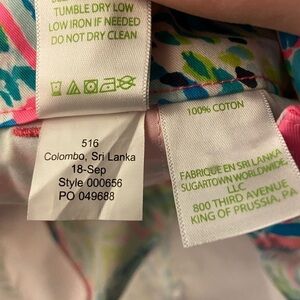 TUMBLE DRY LOW
LOW IRON IF NEEDED
DO NOT DRY CLEAN
516
Colombo, Sri Lanka
18-Sep
Style 000656
PO 049688
100% COTON
FABRIQUE EN SRI LANKA
SUGARTOWN WORLDWIDE
LLC
800 THIRD AVENUE
KING OF PRUSSIA, PA